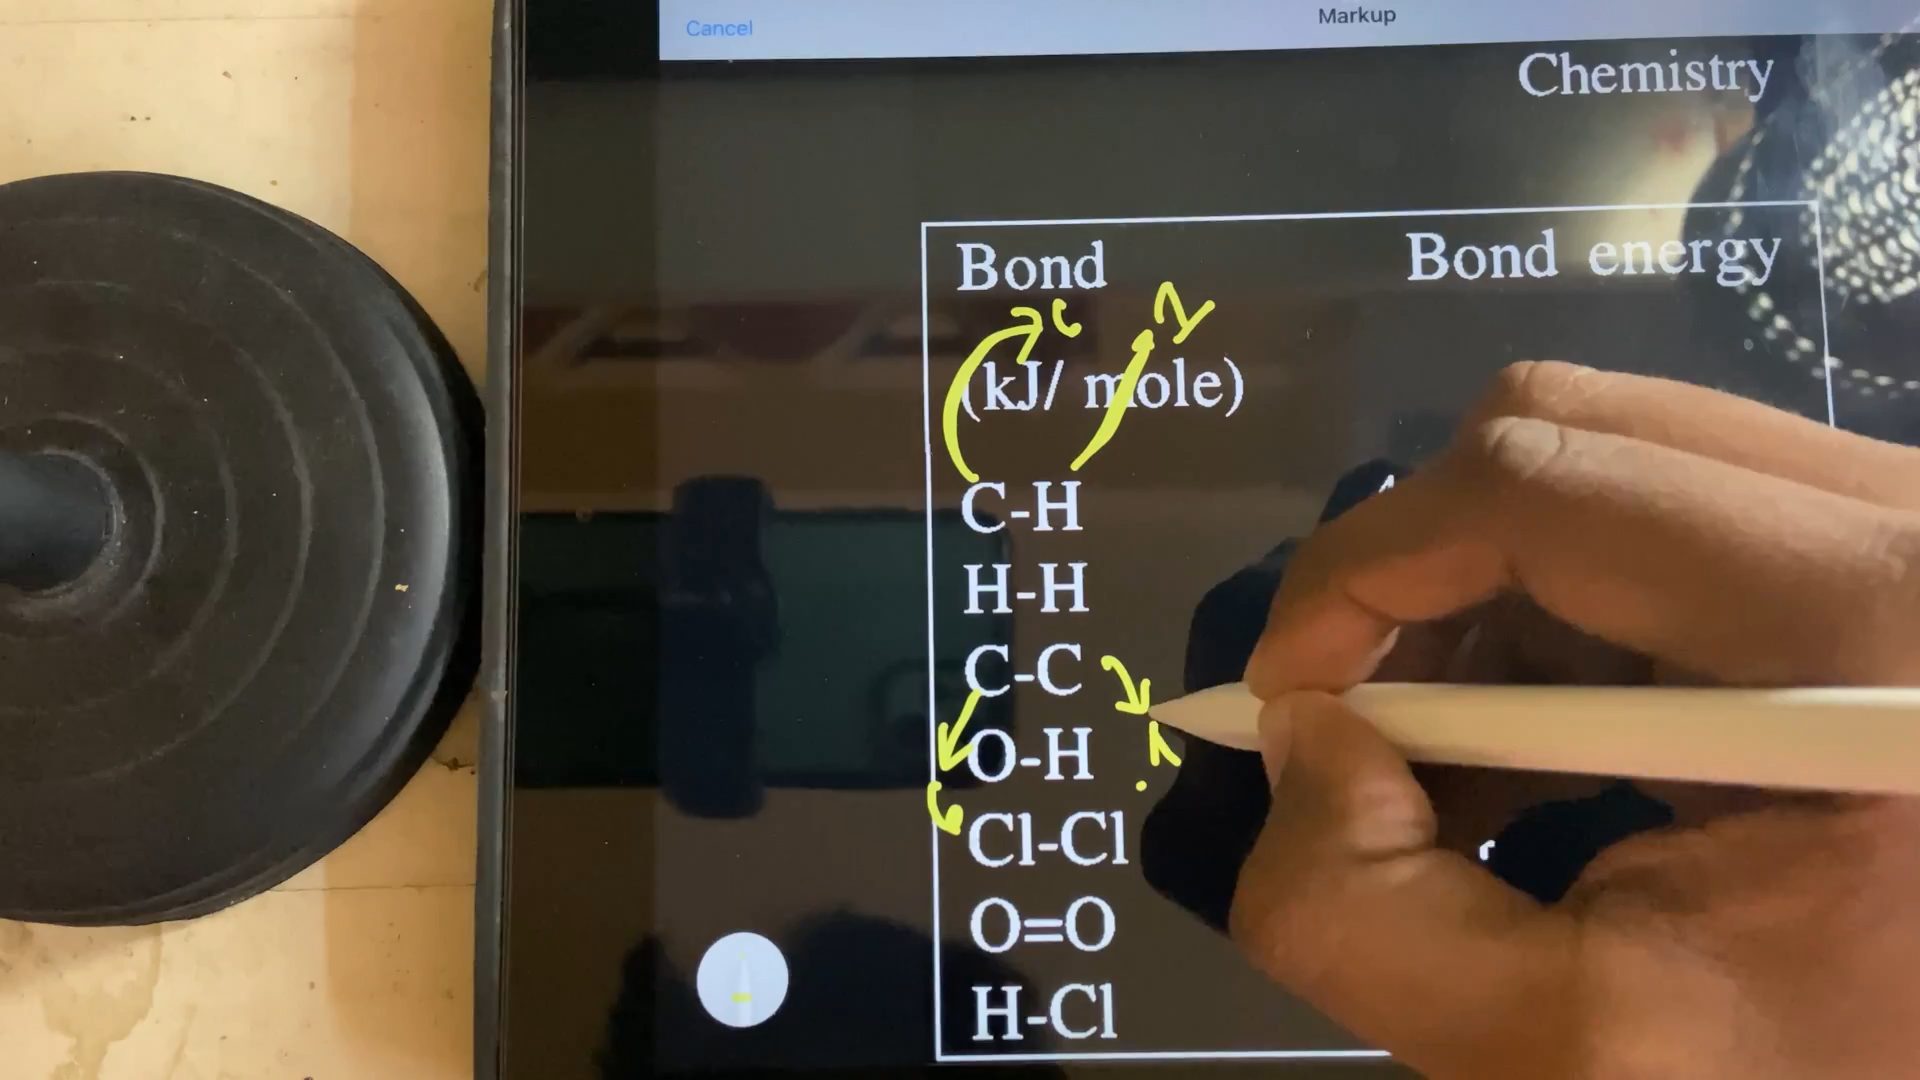 Cancel
Markup
Chemistry
Bond Bond energy
(kJ/ mole)
C-H
H-H
C-C
O-H
Cl-Cl
O=O
H-Cl